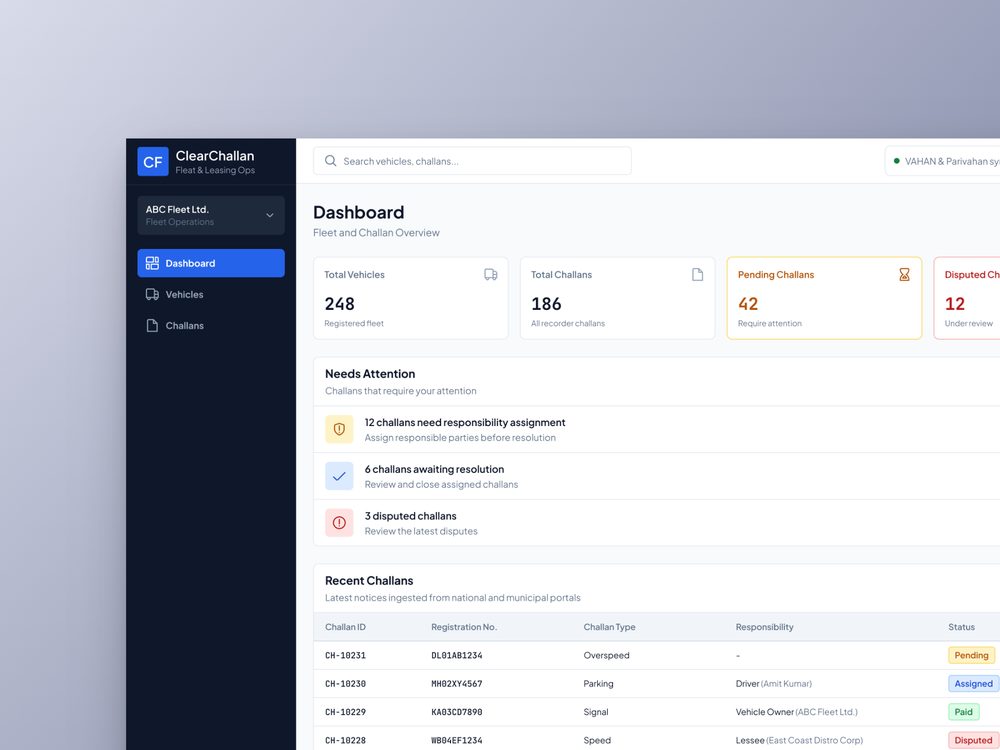 CF
ClearChallan
Fleat & Leasing Ops
Search vehicles, challans...
VAHAN & Parivahan
ABC Fleet Ltd.
Fleet Operations
Dashboard
Vehicles
Challans
Dashboard
Fleet and Challan Overview
Total Vehicles
248
Registered fleet
Total Challans
186
All recorder challans
Pending Challans
42
Require attention
Disputed
12
Under review
Needs Attention
Challans that require your attention
12 challans need responsibility assignment
Assign responsible parties before resolution
6 challans awaiting resolution
Review and close assigned challans
3 disputed challans
Review the latest disputes
Recent Challans
Latest notices ingested from national and municipal portals
Challan ID Registration No. Challan Type Responsibility Status
CH-10231 DL01AB1234 Overspeed - Pending
CH-10230 MH02XY4567 Parking Driver (Amit Kumar) Assigned
CH-10229 KA03CD7890 Signal Vehicle Owner (ABC Fleet Ltd.) Paid
CH-10228 WB04EF1234 Speed Lessee (East Coast Distro Corp) Disputed